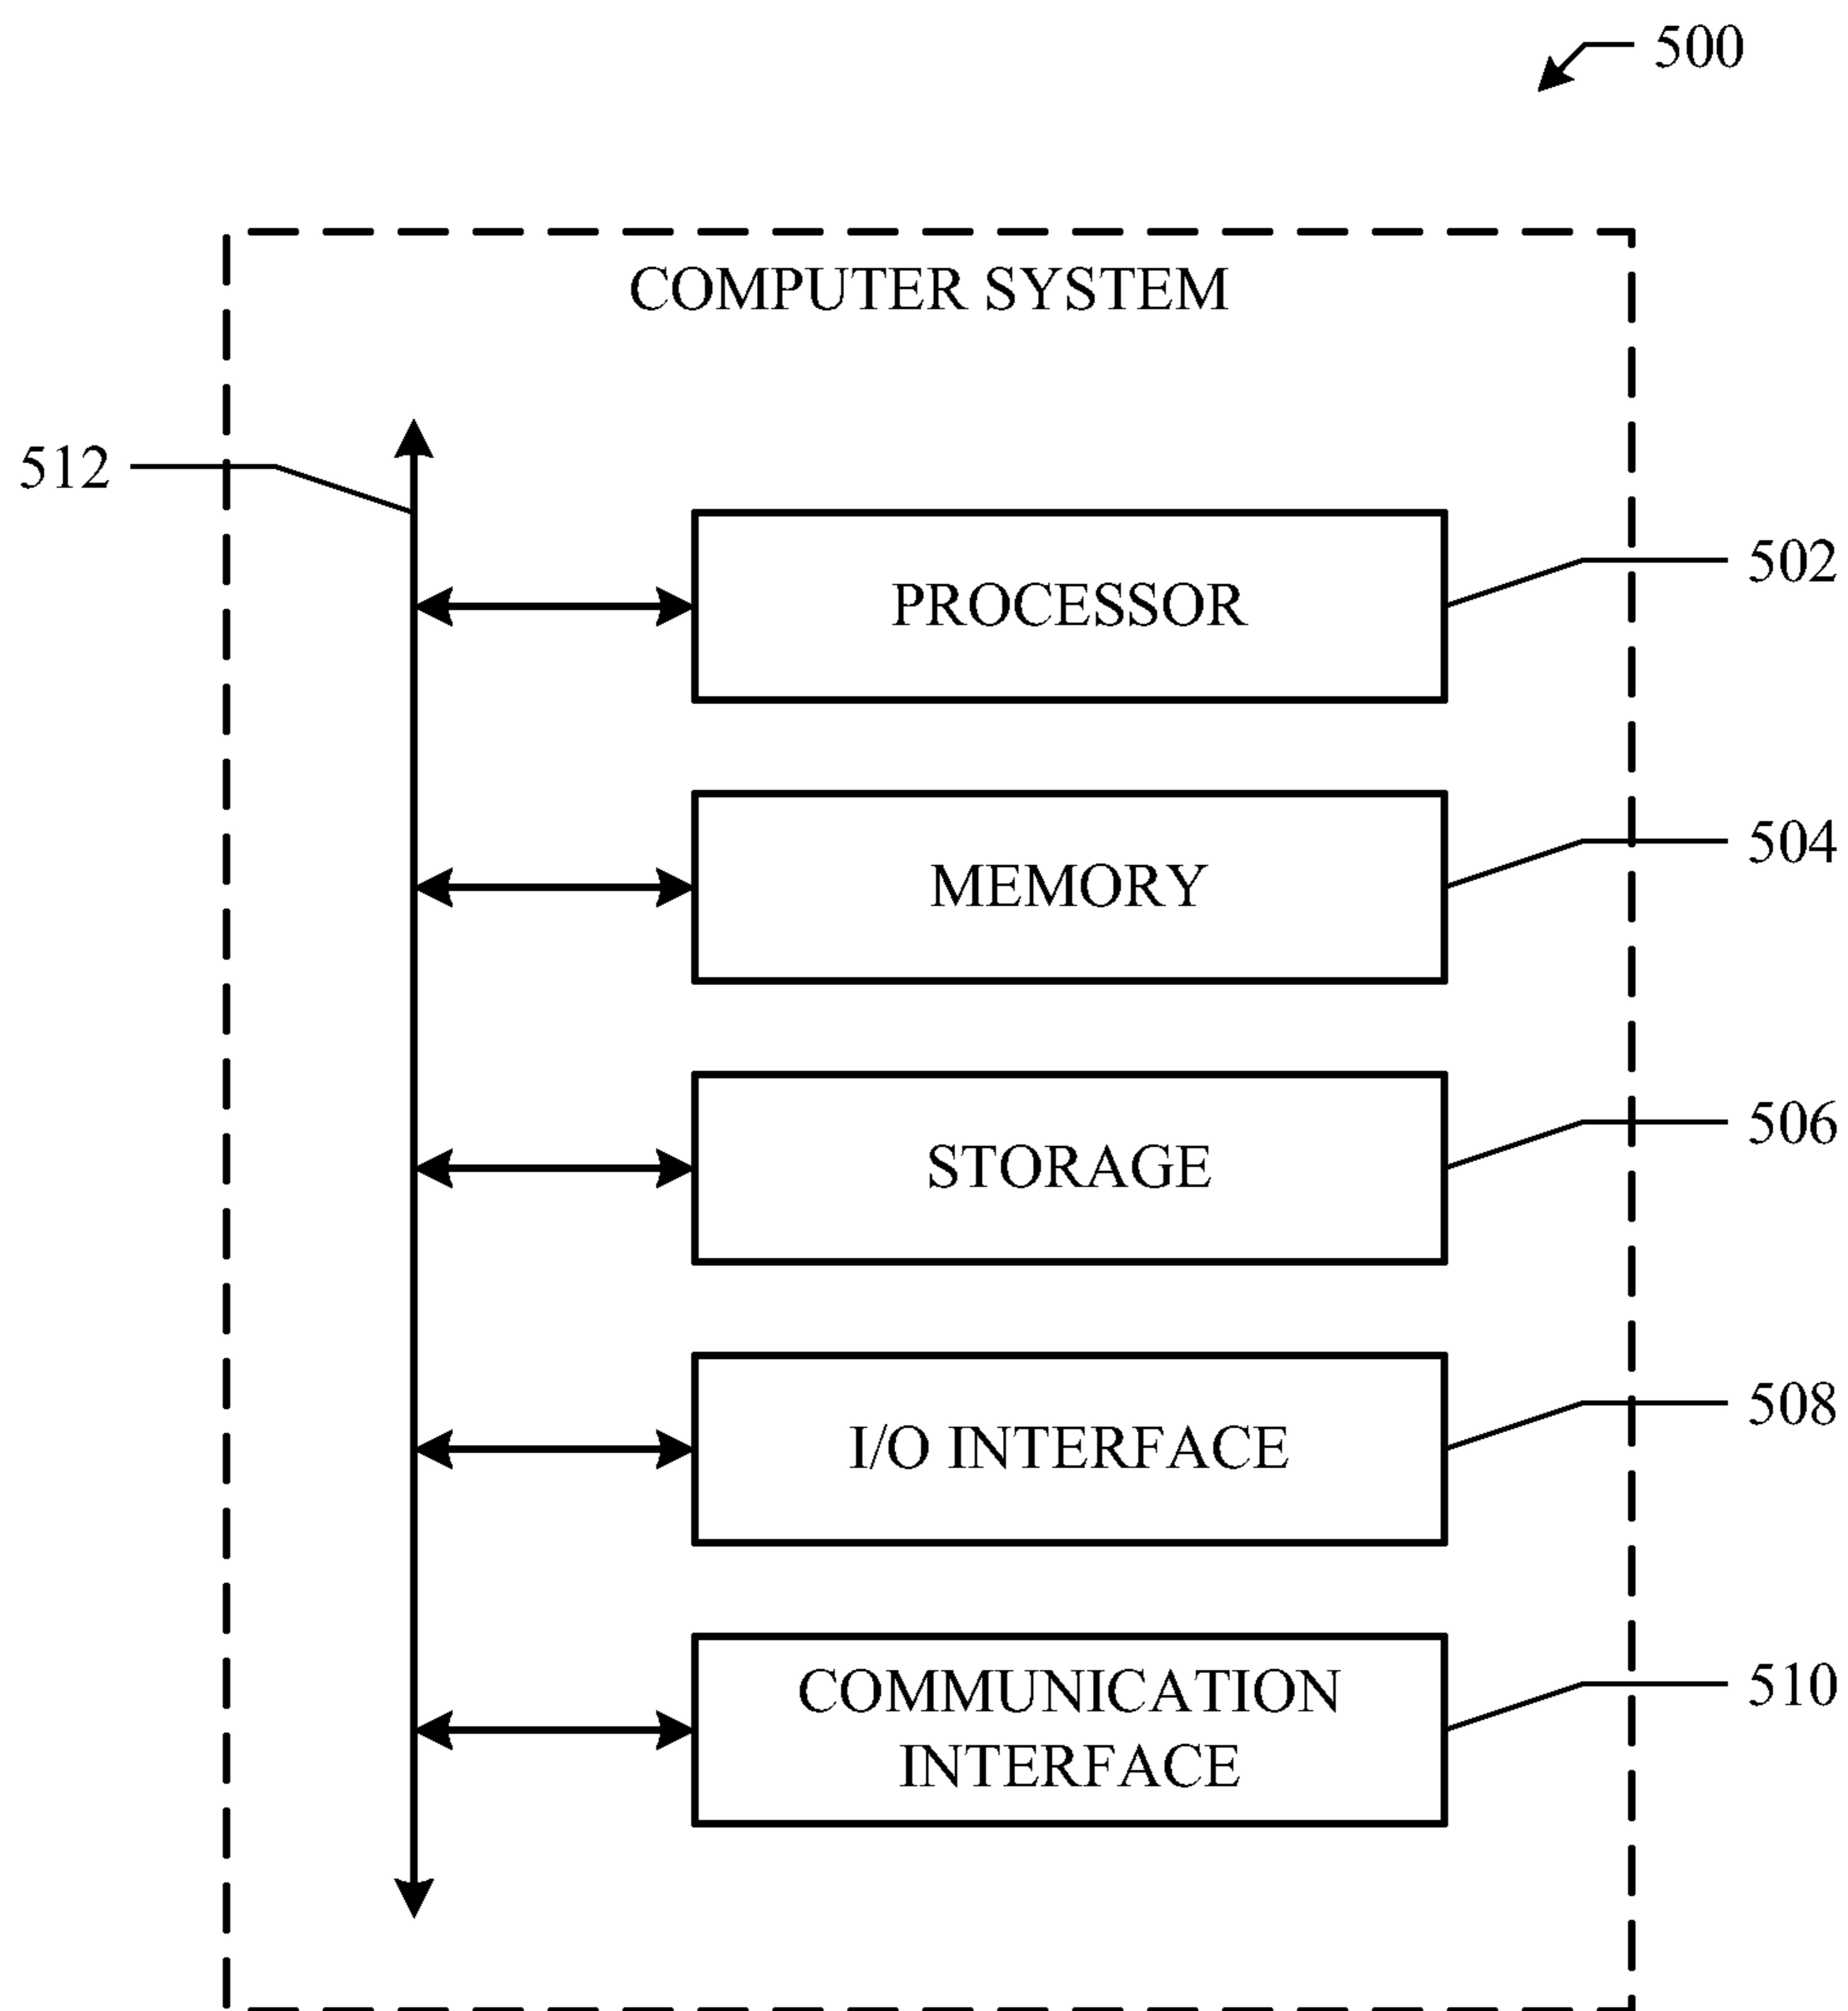 500
COMPUTER SYSTEM
512
502
PROCESSOR
504
MEMORY
506
STORAGE
508
I/O INTERFACE
510
COMMUNICATION
INTERFACE